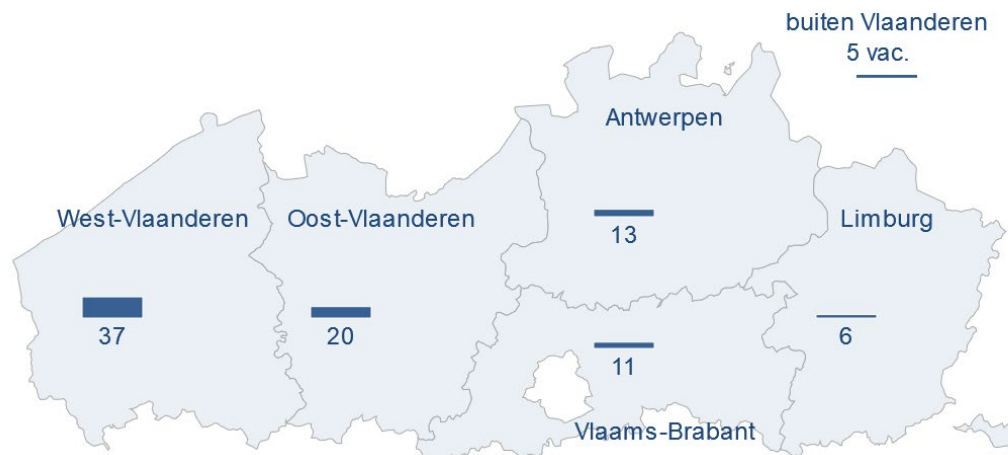 buiten Vlaanderen
5 vac.
Antwerpen
West-Vlaanderen
Oost-Vlaanderen
Limburg
13
37
20
6
11
Vlaams-Brabant